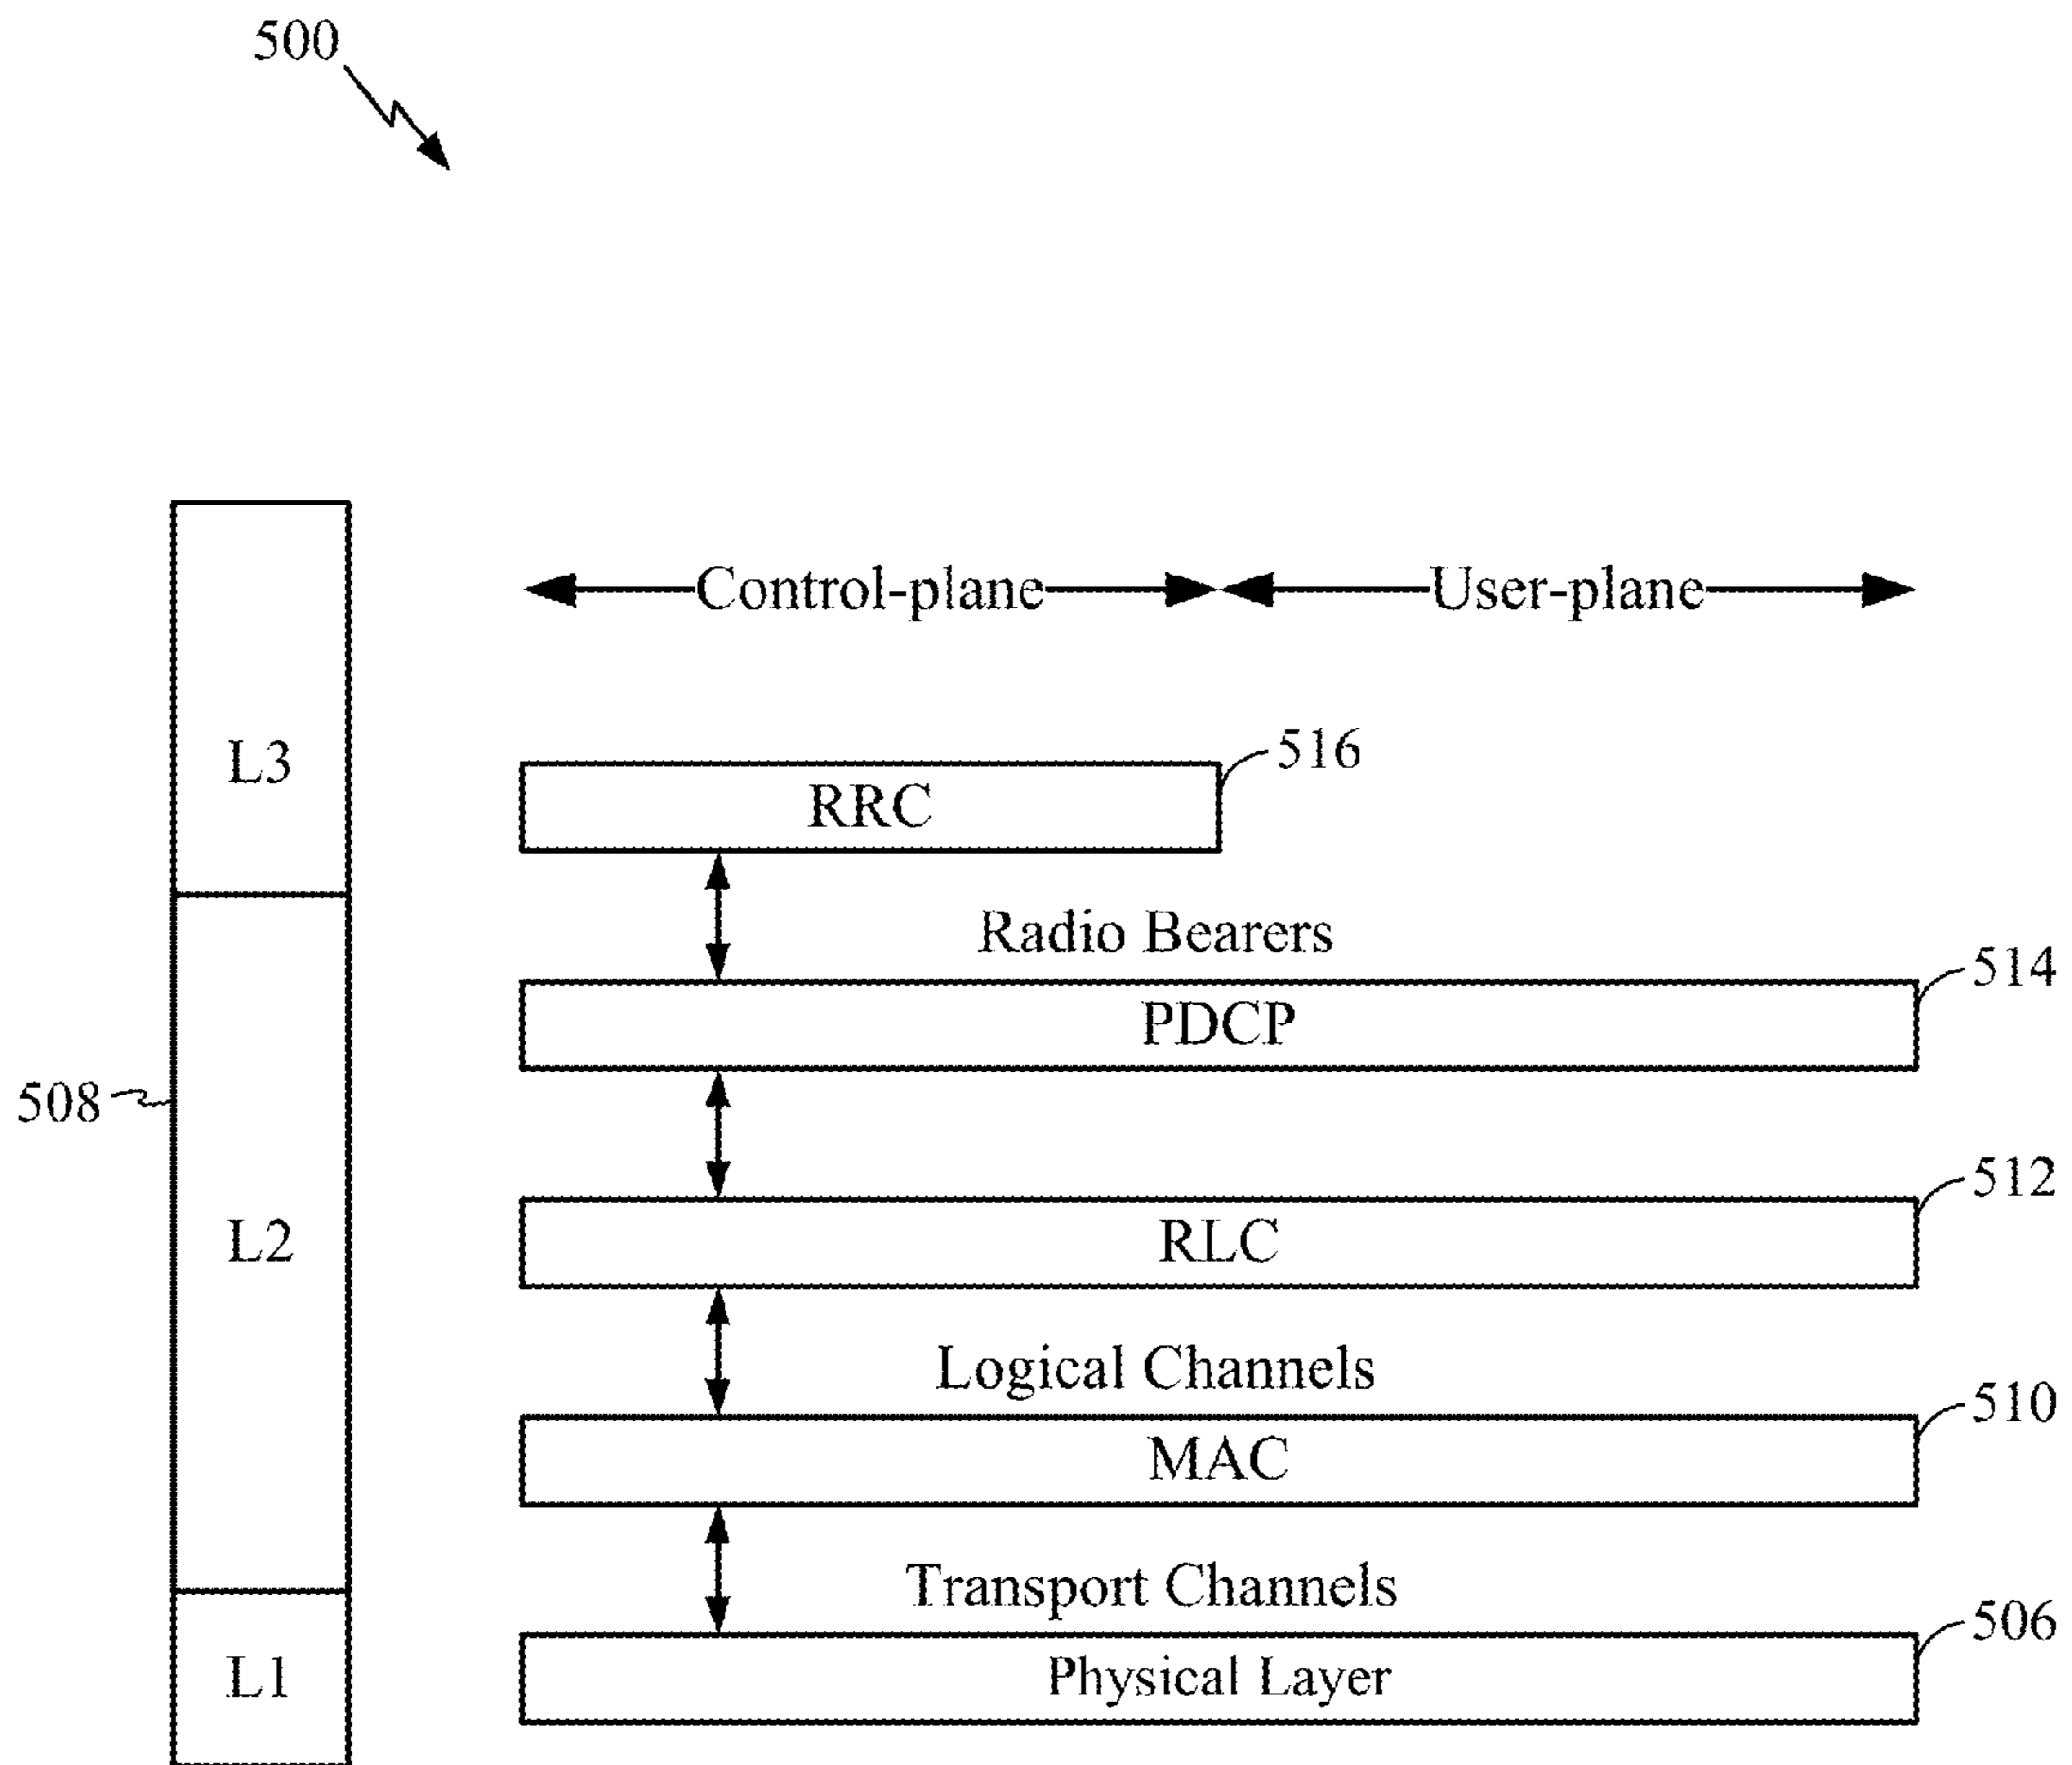 500
Control-plane User-plane
L3
516
RRC
Radio Bearers
514
PDCP
508
512
L2
RLC
Logical Channels
510
MAC
Transport Channels
506
L1
Physical Layer